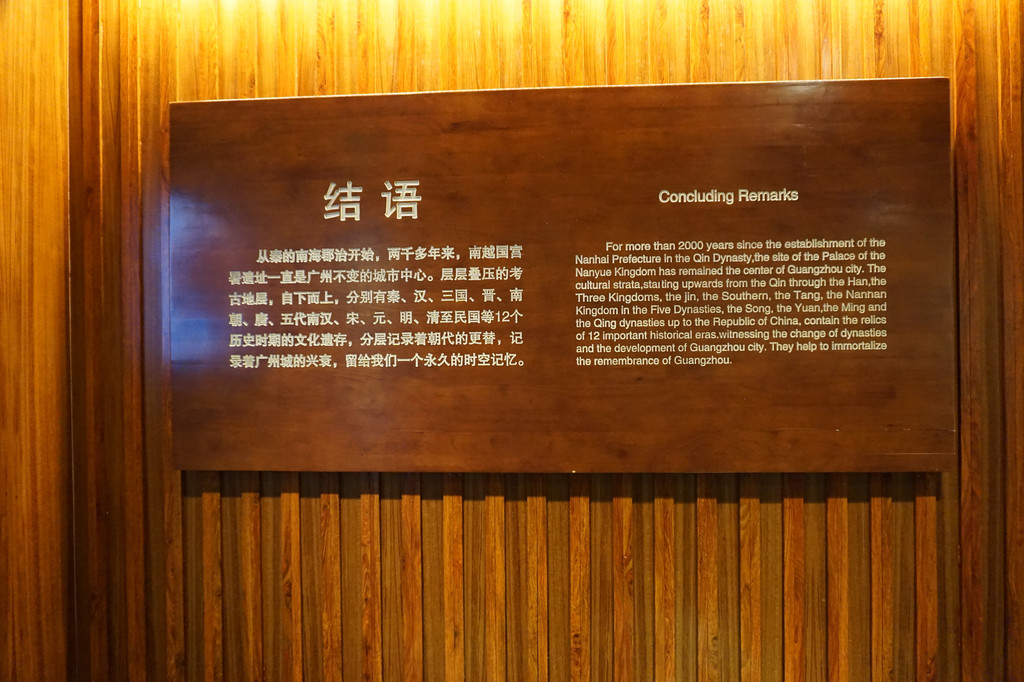 结语
从秦的南海郡治开始，两千多年来，南越国宫
署遗址一直是广州不变的城市中心。层层叠压的考
古地层，自下而上，分别有秦、汉、三国、晋、南
朝、唐、五代南汉、宋、元、明、清至民国等12个
历史时期的文化遗存，分层记录着朝代的更替，记
录着广州城的兴衰，留给我们一个永久的时空记忆。
Concluding Remarks
For more than 2000 years since the establishment of the
Nanhai Prefecture in the Qin Dynasty,the site of the Palace of the
Nanyue Kingdom has remained the center of Guangzhou city. The
cultural strata,starting upwards from the Qin through the Han,the
Three Kingdoms, the jin, the Southern, the Tang, the Nannan
Kingdom in the Five Dynasties, the Song, the Yuan,the Ming and
the Qing dynasties up to the Republic of China, contain the relics
of 12 important historical eras.witnessing the change of dynasties
and the development of Guangzhou city. They help to immortalize
the remembrance of Guangzhou.